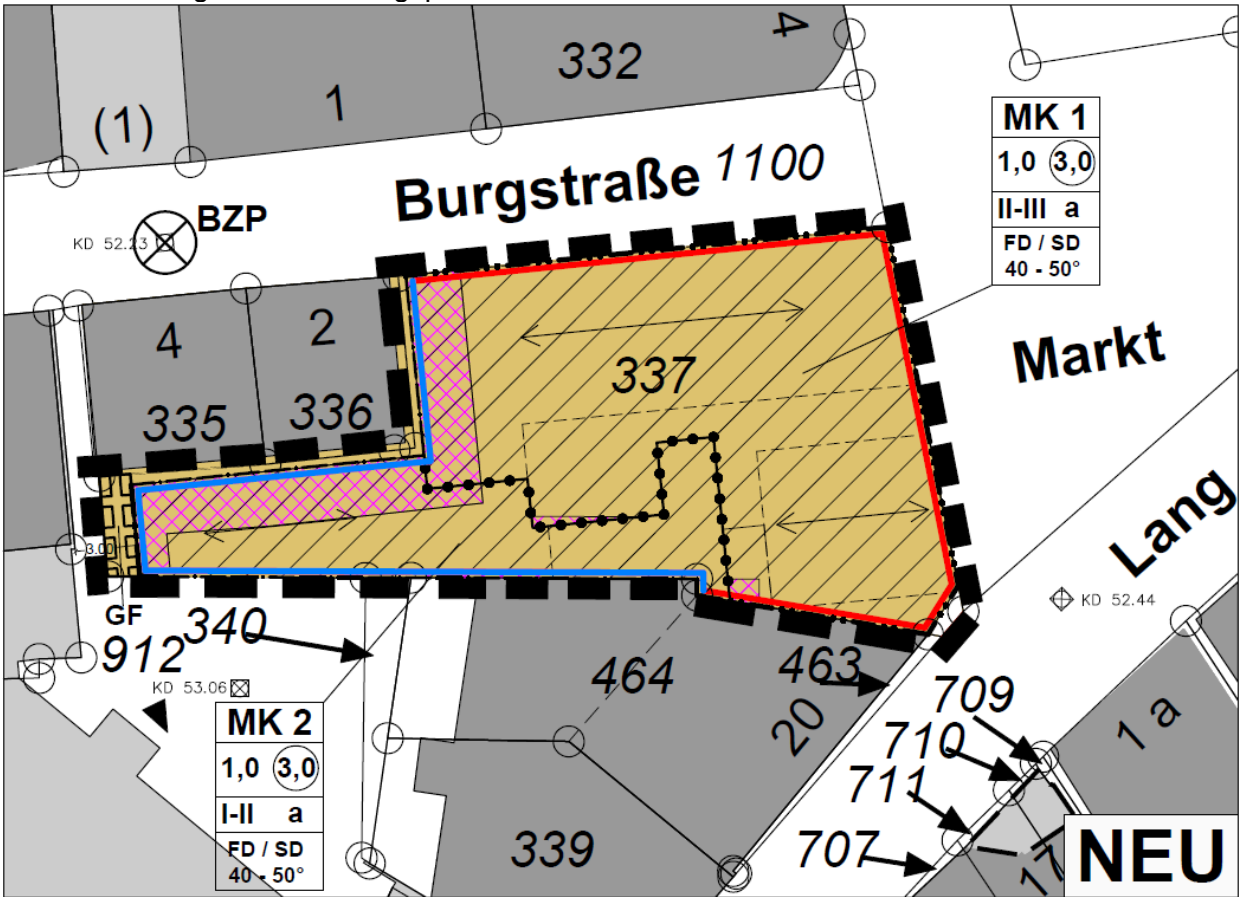 332
4
1
(1)
MK 1
1,0 3,0
II-III a
FD / SD
40 - 50°
Burgstraße 1100
BZP
KD 52.23
4
2
335
336
337
Markt
Lang
KD 52.44
3.00
GF
912
340
KD 53.06
464
463
20
709
710
711
707
1 a
17
339
MK 2
1,0 3,0
I-II a
FD / SD
40 - 50°
NEU